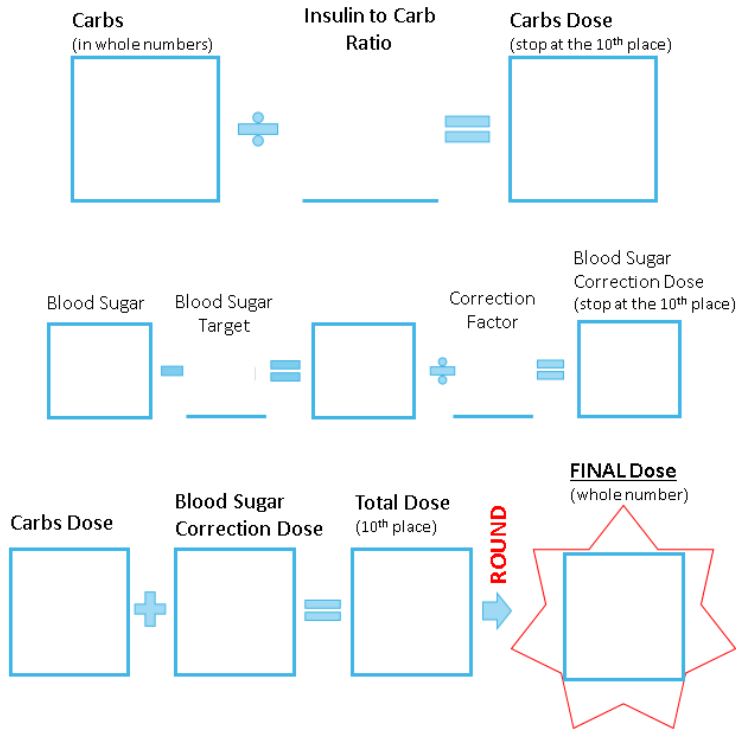 Carbs
(in whole numbers)
Insulin to Carb
Ratio
Carbs Dose
(stop at the 10th place)
Blood Sugar
Blood Sugar
Target
Correction
Factor
Blood Sugar
Correction Dose
(stop at the 10th place)
Carbs Dose
Blood Sugar
Correction Dose
Total Dose
(10th place)
ROUND
FINAL Dose
(whole number)